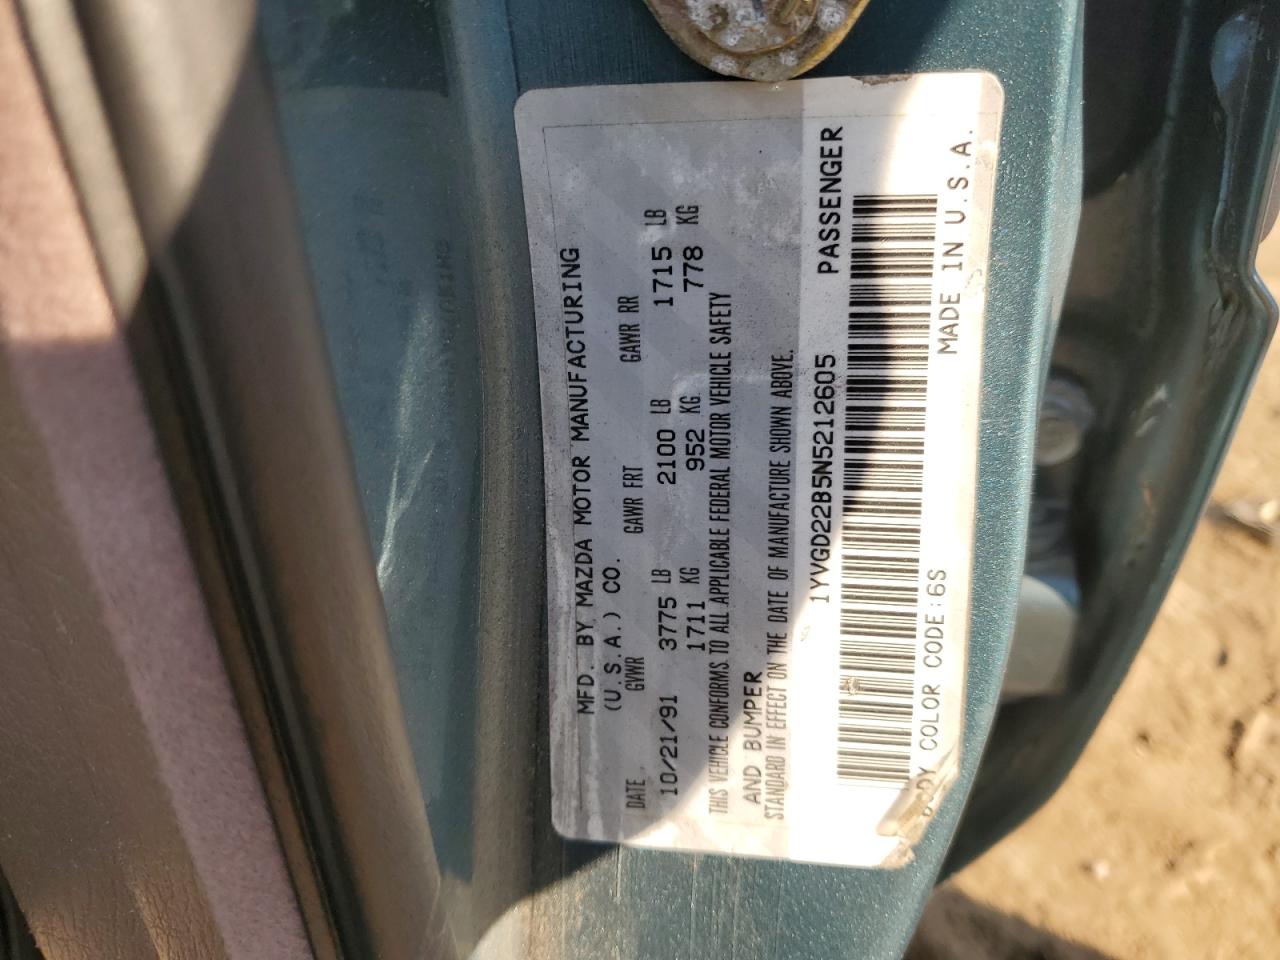 MFD. BY MAZDA MOTOR MANUFACTURING
(U.S.A.) CO.
DATE GVWR GAWR FRT GAWR RR
10/21/91 3775 LB 2100 LB 1715 LB
1711 KG 952 KG 778 KG
THIS VEHICLE CONFORMS TO ALL APPLICABLE FEDERAL MOTOR VEHICLE SAFETY
AND BUMPER
STANDARD IN EFFECT ON THE DATE OF MANUFACTURE SHOWN ABOVE.
1YVGD22B5N5212605 PASSENGER
BODY COLOR CODE:6S MADE IN U.S.A.